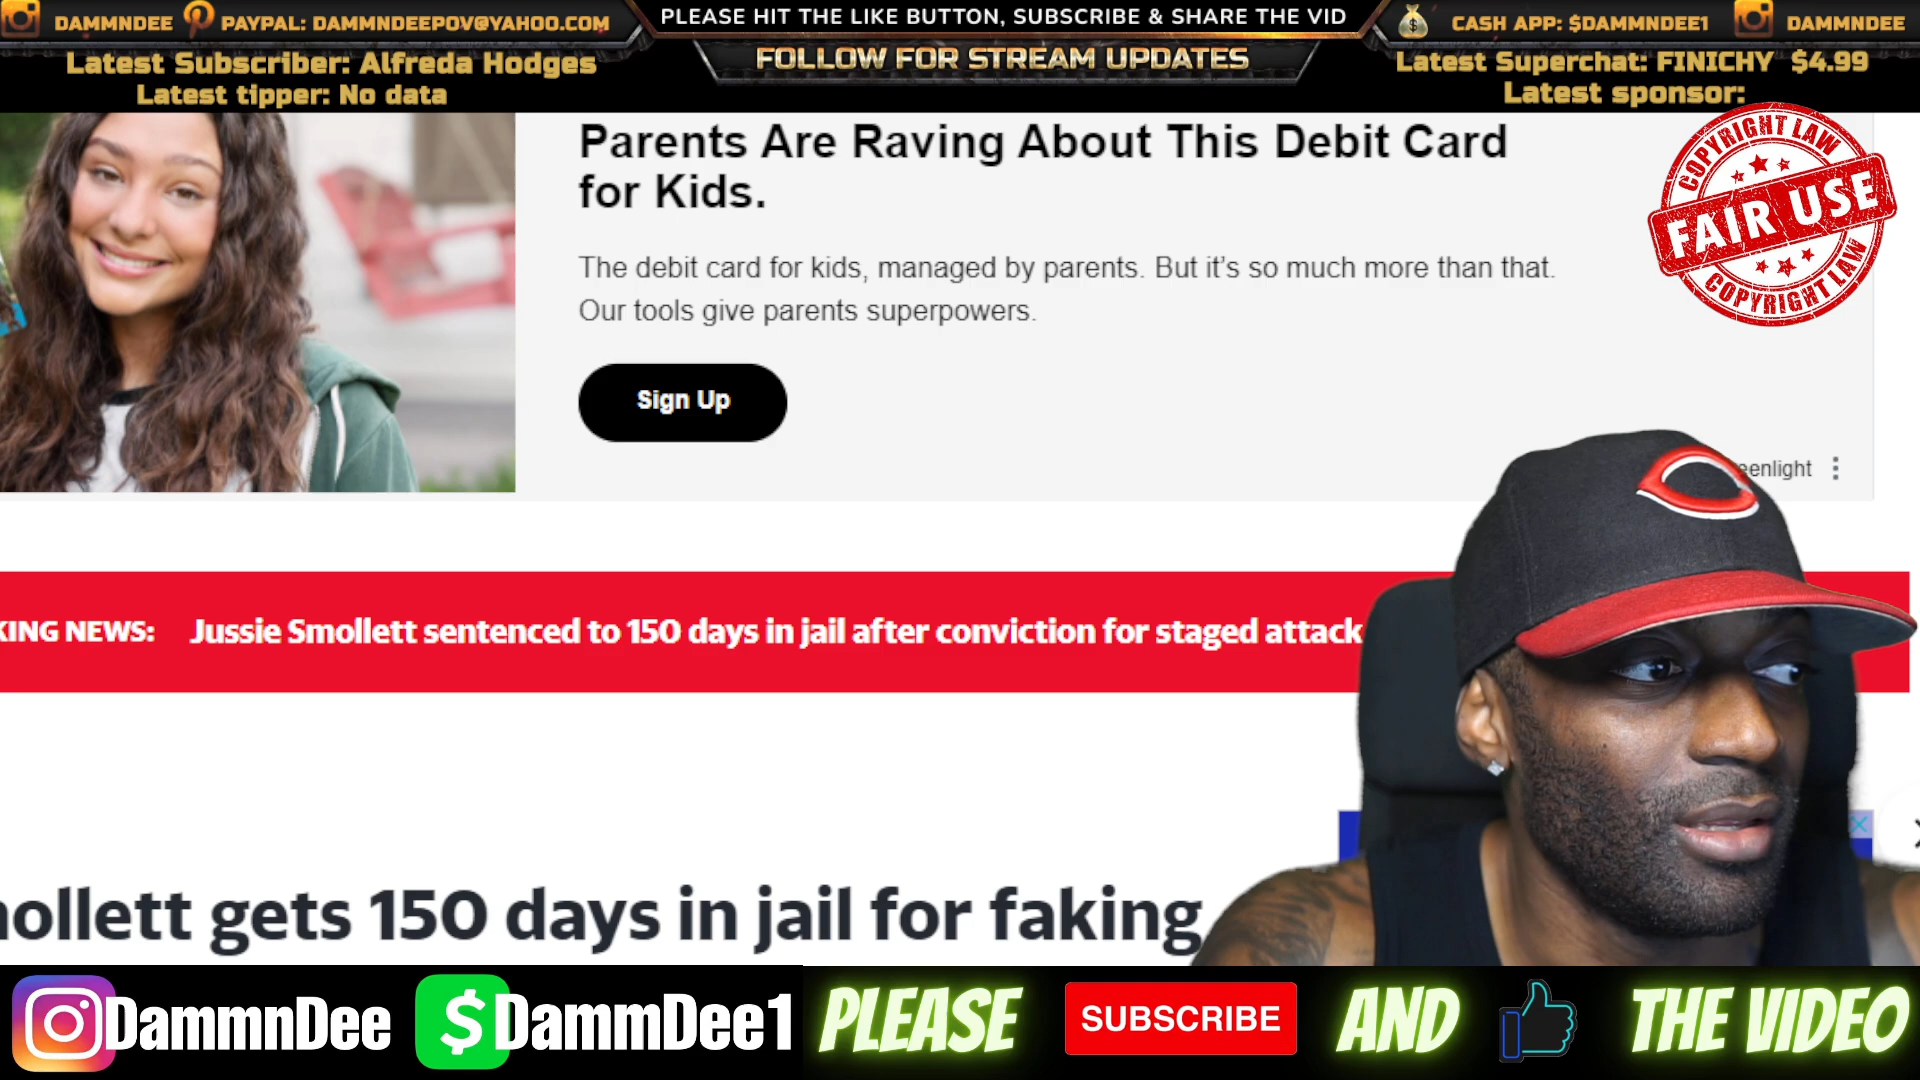 DAMMNDEE
PAYPAL: DAMMNDEEPOV@YAHOO.COM
PLEASE HIT THE LIKE BUTTON, SUBSCRIBE & SHARE THE VID
CASH APP: $DAMMNDEE1
DAMMNDEE
Latest Subscriber: Alfreda Hodges
Latest tipper: No data
FOLLOW FOR STREAM UPDATES
Latest Superchat: FINICHY $4.99
Latest sponsor:
Parents Are Raving About This Debit Card
for Kids.
The debit card for kids, managed by parents. But it's so much more than that.
Our tools give parents superpowers.
Sign Up
COPYRIGHT LAW
FAIR USE
COPYRIGHT LAW
eenlight
KING NEWS: Jussie Smollett sentenced to 150 days in jail after conviction for staged attack
mollett gets 150 days in jail for faking
DammnDee
$ DammDee1
PLEASE
SUBSCRIBE
AND
THE VIDEO